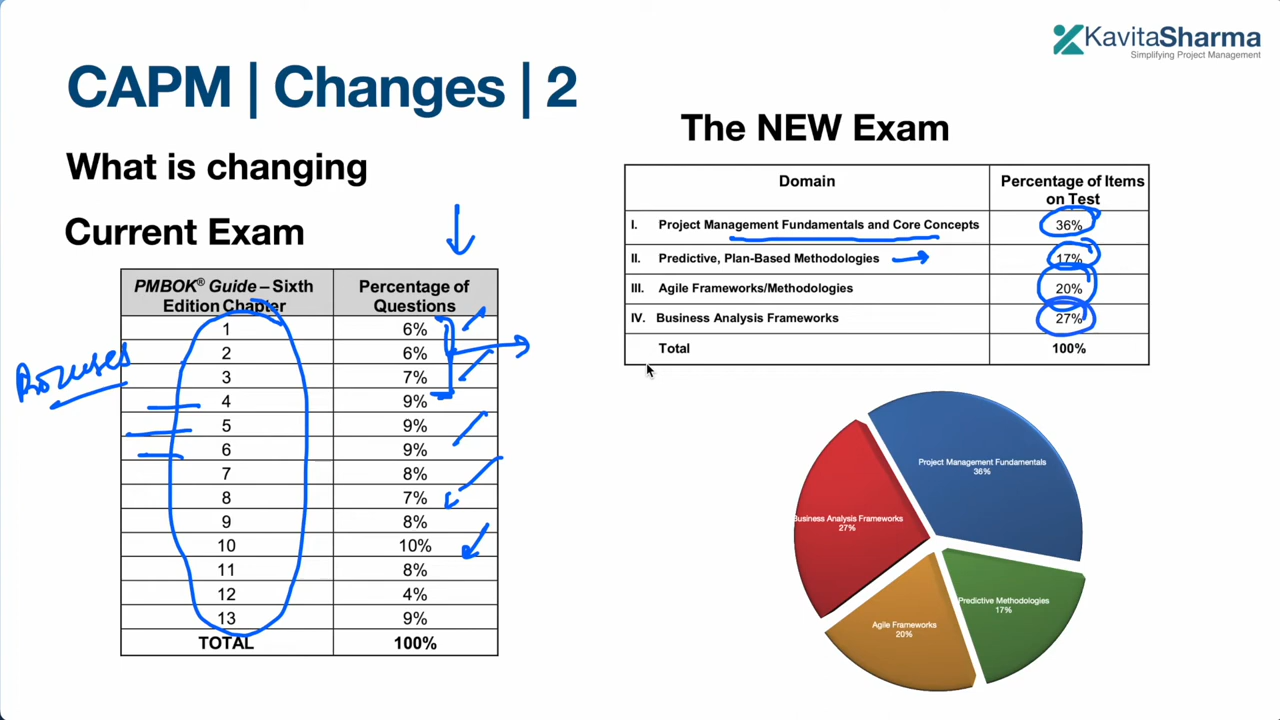 KavitaSharma
Simplifying Project Management
CAPM | Changes | 2
What is changing
Current Exam
PMBOK® Guide – Sixth Edition Chapter Percentage of Questions
1 6%
2 6%
3 7%
4 9%
5 9%
6 9%
7 8%
8 7%
9 8%
10 10%
11 8%
12 4%
13 9%
TOTAL 100%
The NEW Exam
Domain Percentage of Items on Test
I. Project Management Fundamentals and Core Concepts 36%
II. Predictive, Plan-Based Methodologies 17%
III. Agile Frameworks/Methodologies 20%
IV. Business Analysis Frameworks 27%
Total 100%
Project Management Fundamentals
36%
Business Analysis Frameworks
27%
Predictive Methodologies
17%
Agile Frameworks
20%